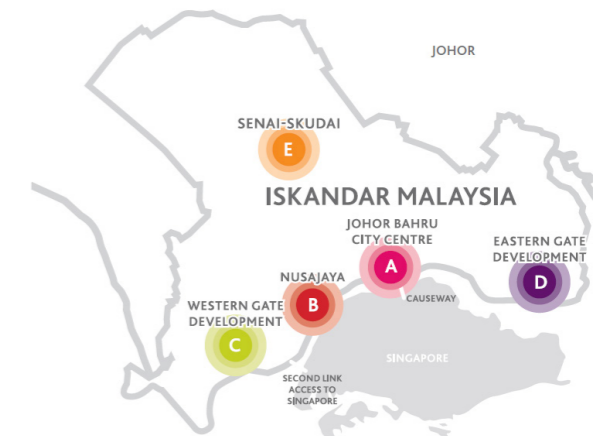 JOHOR
SENAI-SKUDAI
E
ISKANDAR MALAYSIA
JOHOR BAHRU
CITY CENTRE
A
EASTERN GATE
DEVELOPMENT
D
NUSAJAYA
B
CAUSEWAY
WESTERN GATE
DEVELOPMENT
C
SINGAPORE
SECOND LINK
ACCESS TO
SINGAPORE